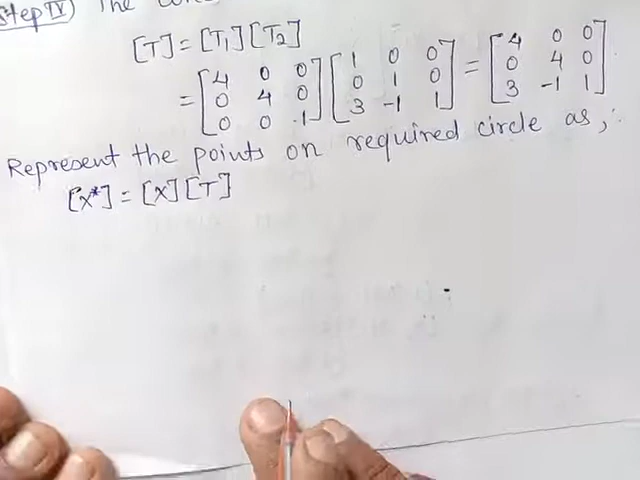 Step IV) The
[T] = [T₁] [T₂]
= [4 0 0; 0 4 0; 0 0 1] [1 0 0; 0 1 0; 3 -1 1] = [4 0 0; 0 4 0; 3 -1 1]
Represent the points on required circle as,
[X*] = [X] [T]